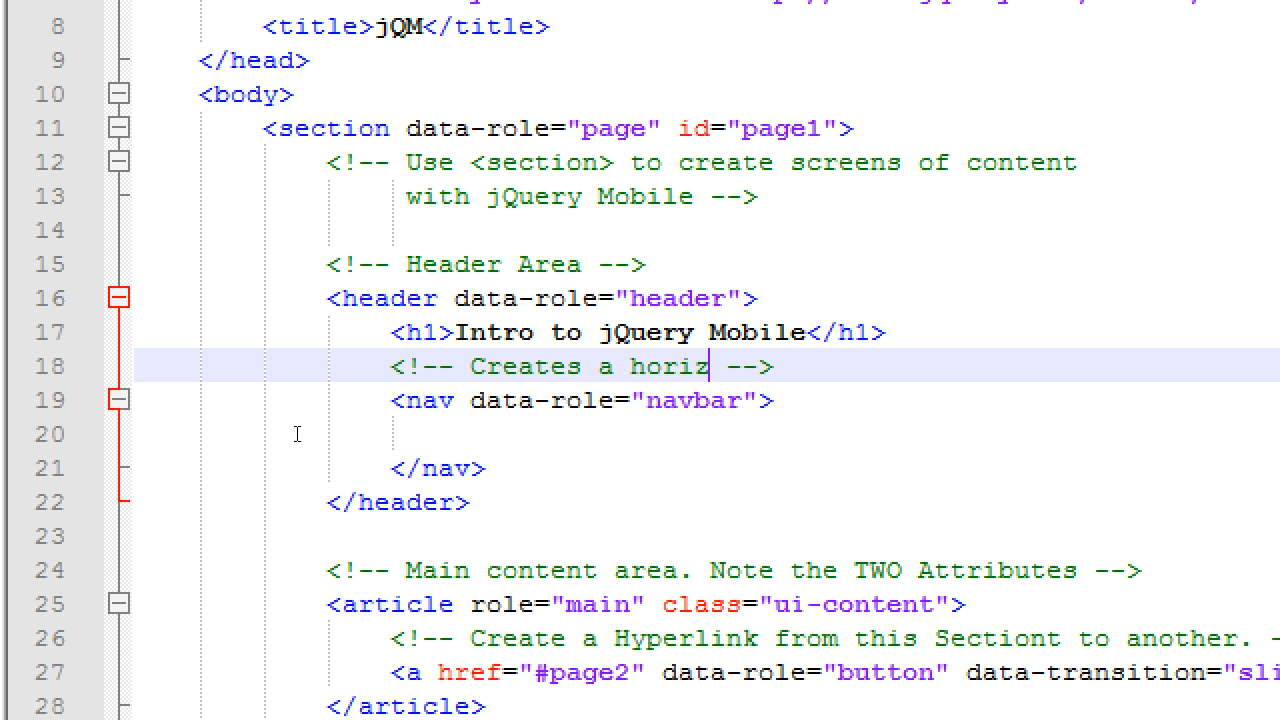 8 <title>jQM</title>
9 </head>
10 <body>
11 <section data-role="page" id="page1">
12 <!-- Use <section> to create screens of content
13 with jQuery Mobile -->
14
15 <!-- Header Area -->
16 <header data-role="header">
17 <h1>Intro to jQuery Mobile</h1>
18 <!-- Creates a horiz -->
19 <nav data-role="navbar">
20
21 </nav>
22 </header>
23
24 <!-- Main content area. Note the TWO Attributes -->
25 <article role="main" class="ui-content">
26 <!-- Create a Hyperlink from this Sectiont to another. -
27 <a href="#page2" data-role="button" data-transition="sli
28 </article>